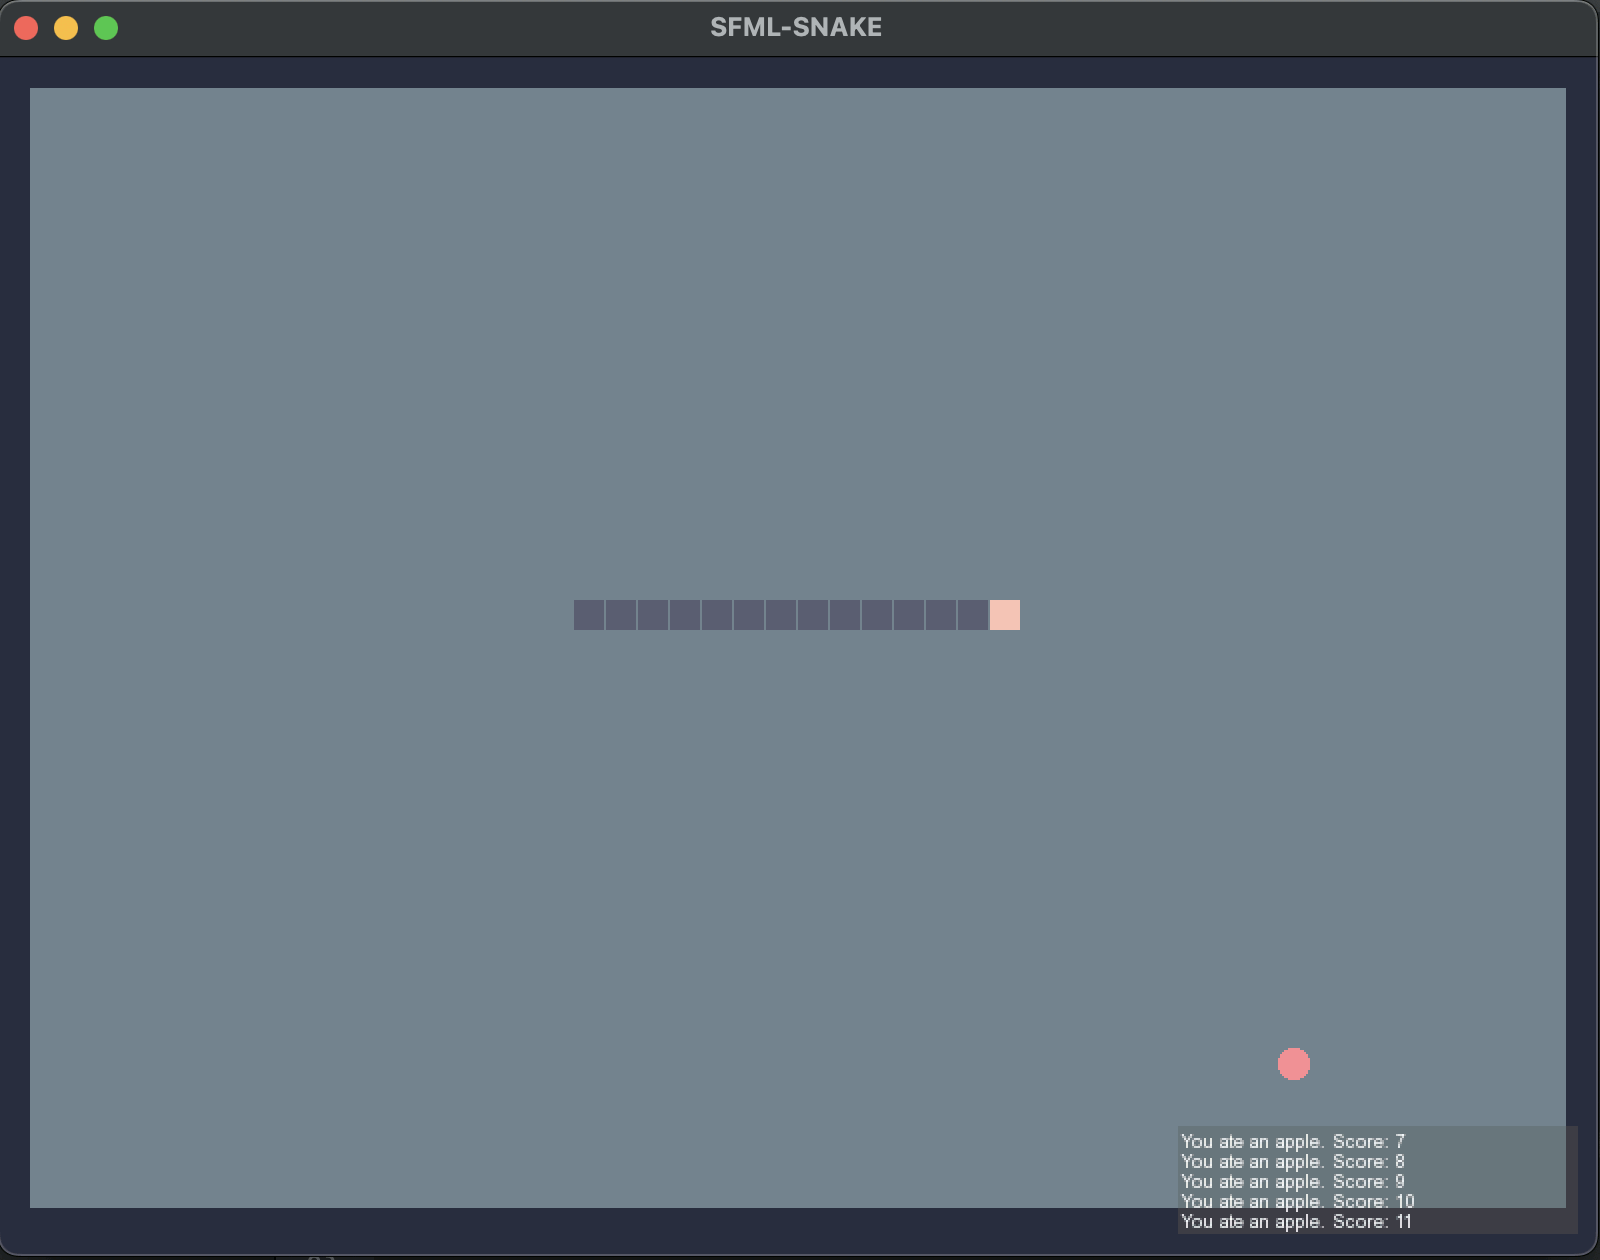 SFML-SNAKE
You ate an apple. Score: 7
You ate an apple. Score: 8
You ate an apple. Score: 9
You ate an apple. Score: 10
You ate an apple. Score: 11